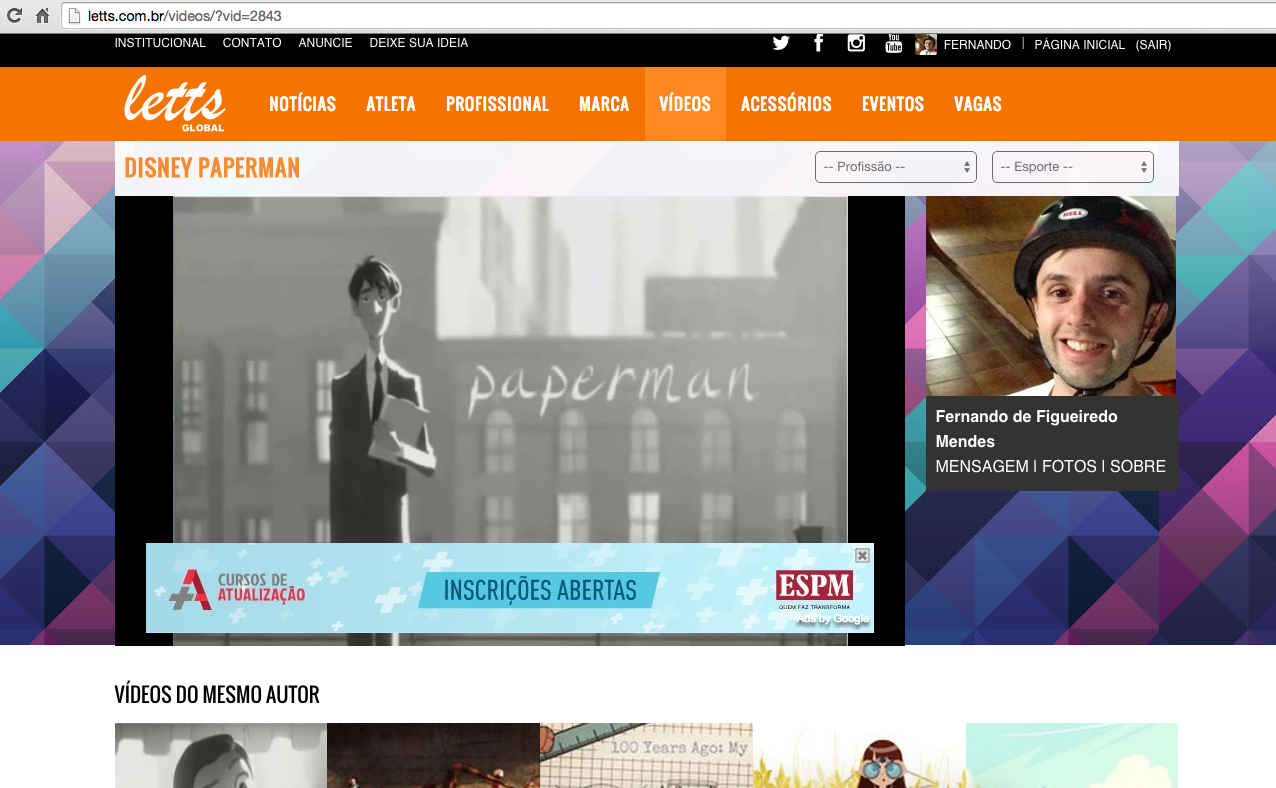 letts.com.br/videos/?vid=2843
INSTITUCIONAL CONTATO ANUNCIE DEIXE SUA IDEIA You Tube FERNANDO | PÁGINA INICIAL (SAIR)
letts GLOBAL NOTÍCIAS ATLETA PROFISSIONAL MARCA VÍDEOS ACESSÓRIOS EVENTOS VAGAS
DISNEY PAPERMAN -- Profissão -- -- Esporte --
BELL
paperman
Fernando de Figueiredo
Mendes
MENSAGEM | FOTOS | SOBRE
CURSOS DE
ATUALIZAÇÃO
INSCRIÇÕES ABERTAS
ESPM
QUEM FAZ TRANSFORMA
Ads by Google
VÍDEOS DO MESMO AUTOR
100 Years Ago: My